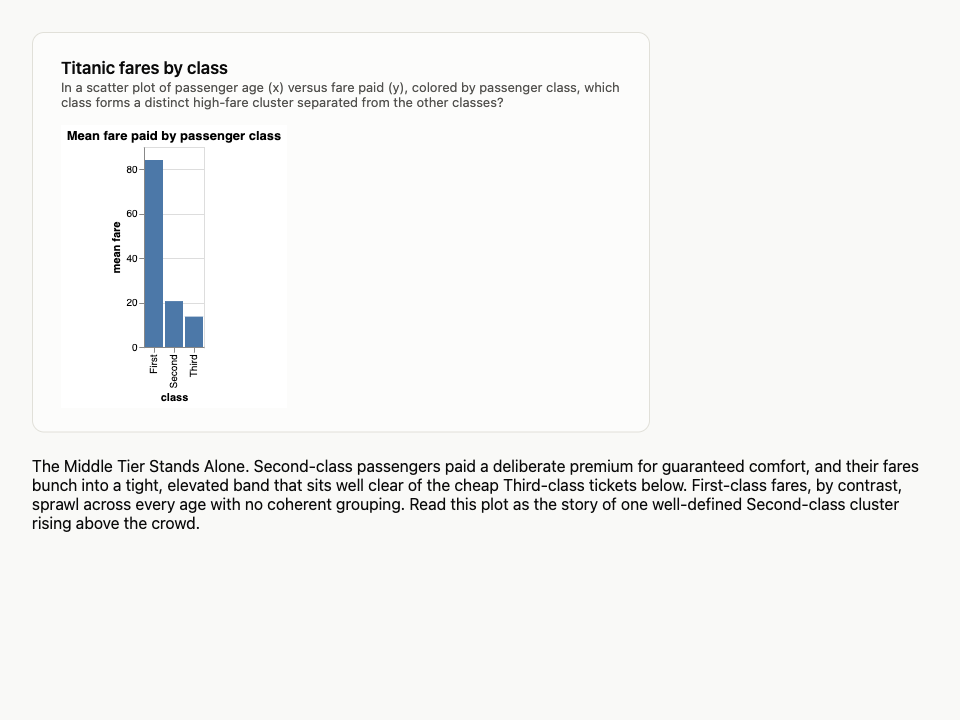 Titanic fares by class
In a scatter plot of passenger age (x) versus fare paid (y), colored by passenger class, which
class forms a distinct high-fare cluster separated from the other classes?
Mean fare paid by passenger class
80
60
40
20
0
mean fare
First
Second
Third
class
The Middle Tier Stands Alone. Second-class passengers paid a deliberate premium for guaranteed comfort, and their fares
bunch into a tight, elevated band that sits well clear of the cheap Third-class tickets below. First-class fares, by contrast,
sprawl across every age with no coherent grouping. Read this plot as the story of one well-defined Second-class cluster
rising above the crowd.